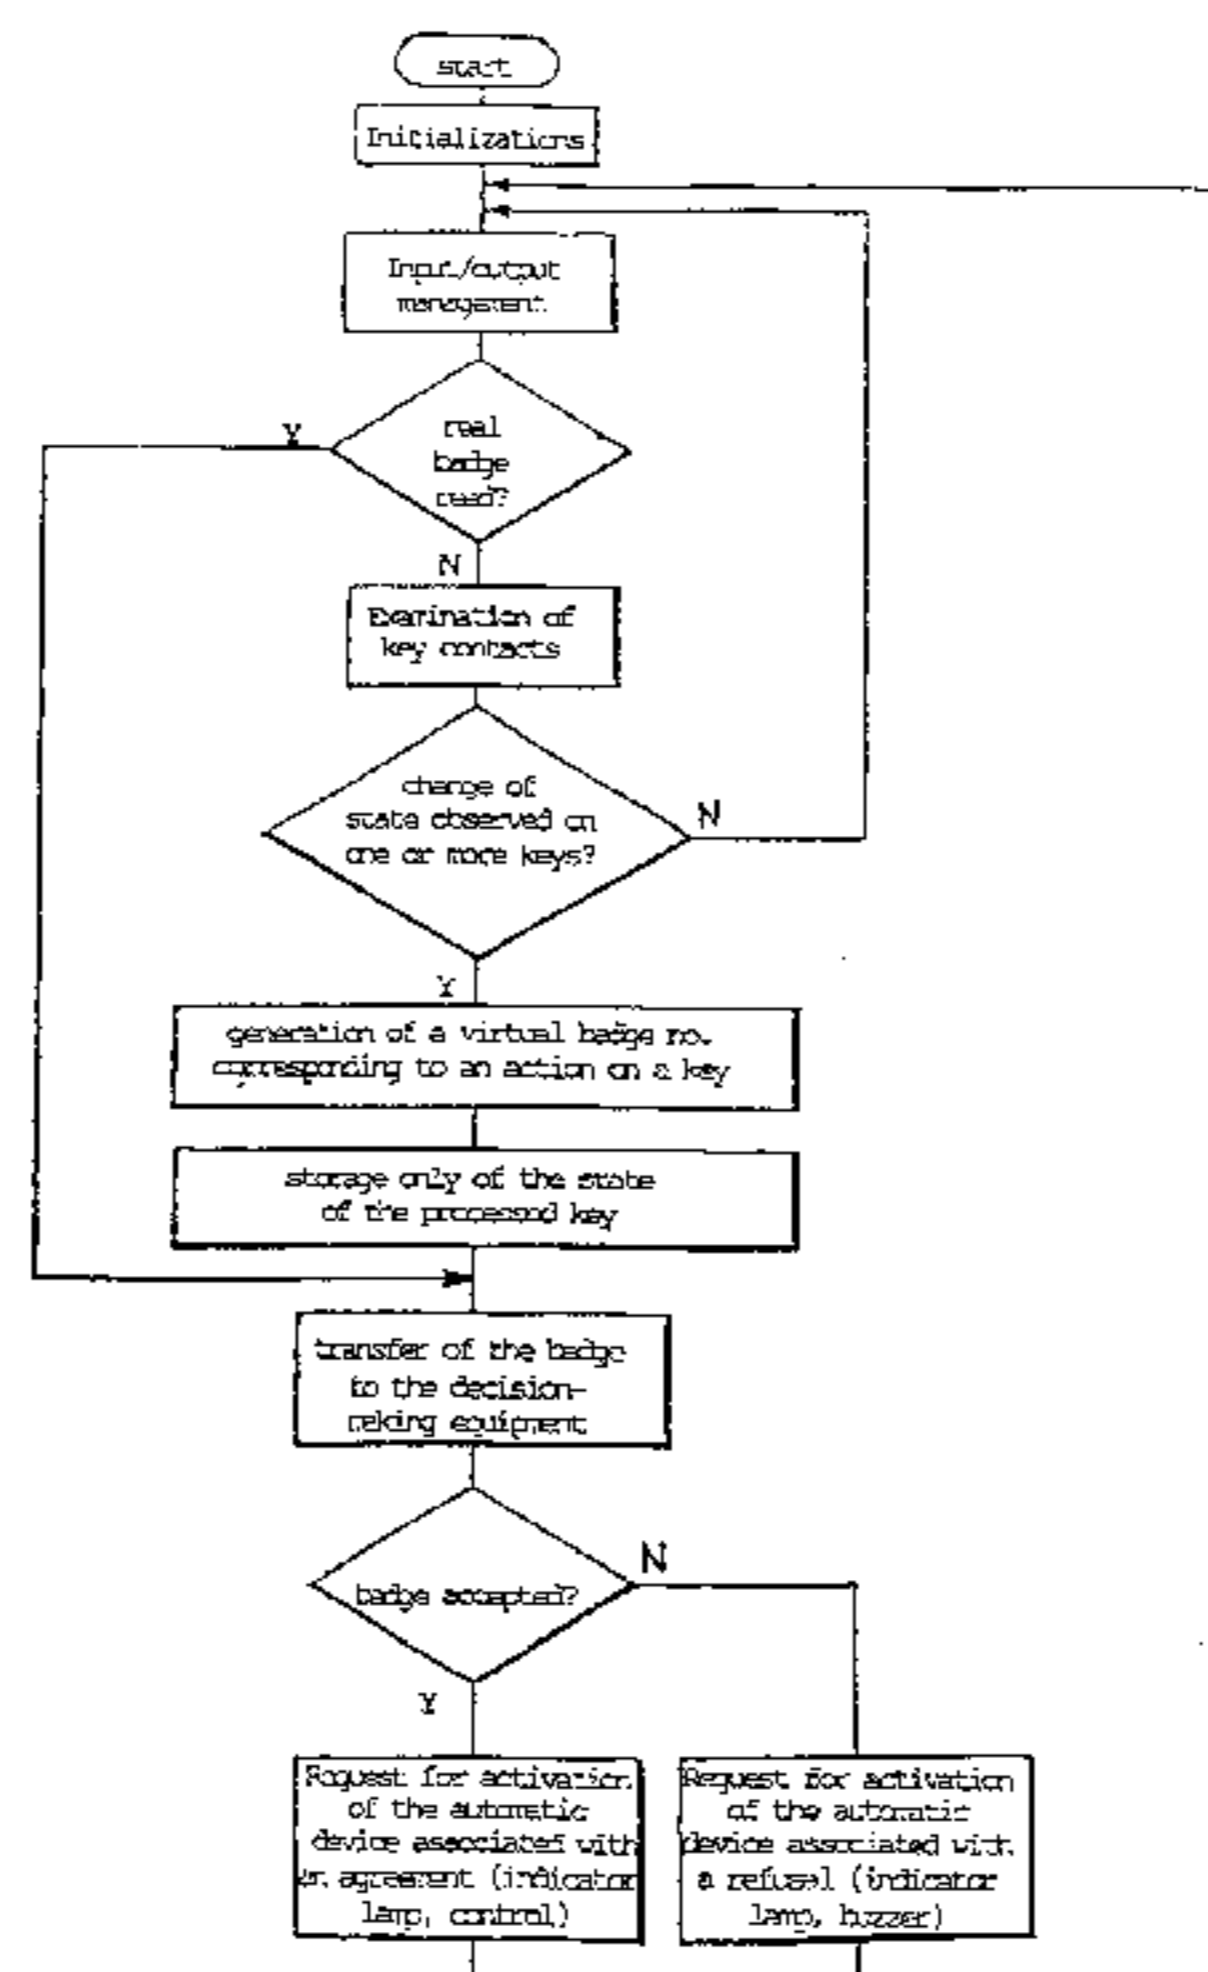 start
Initializations
Input/output
management
Y
real
badge
read?
N
Examination of
key contacts
change of
state observed on
one or more keys?
N
Y
generation of a virtual badge no.
corresponding to an action on a key
storage only of the state
of the processed key
transfer of the badge
to the decision-
making equipment
badge accepted?
N
Y
Request for activation
of the automatic
device associated with
an agreement (indicator
lamp, control)
Request for activation
of the automatic
device associated with
a refusel (indicator
lamp, buzzer)